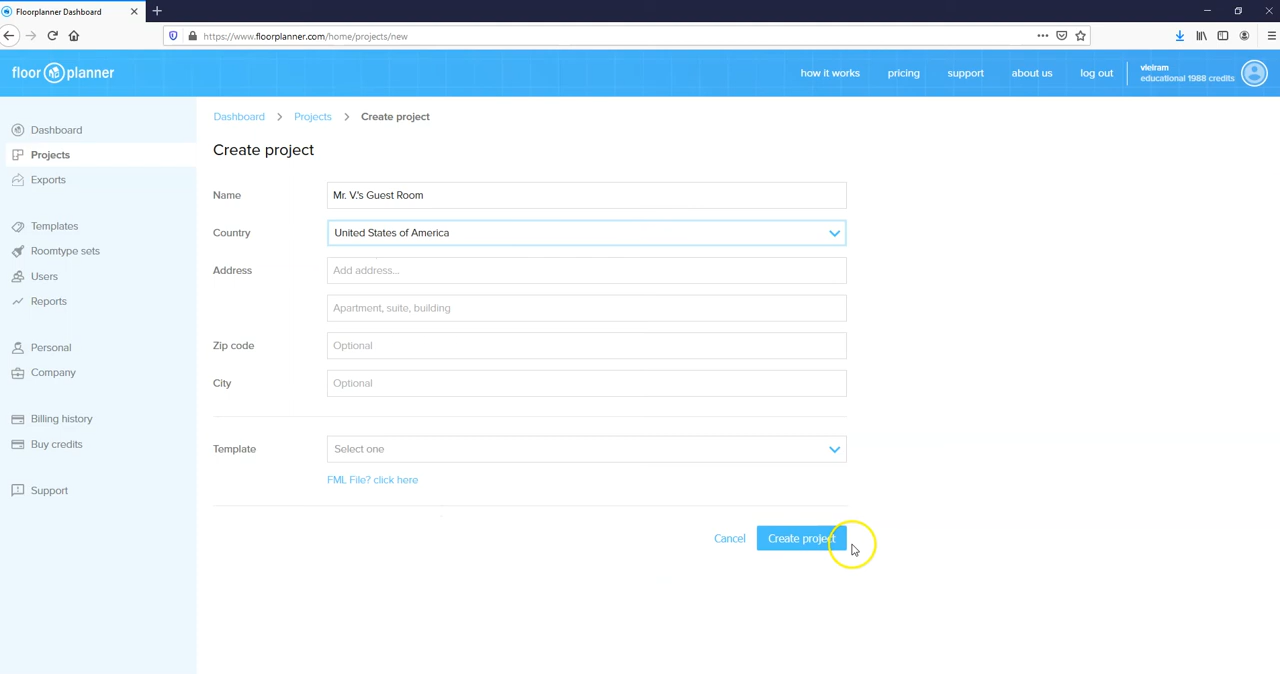 Floorplanner Dashboard
https://www.floorplanner.com/home/projects/new
floor planner
how it works
pricing
support
about us
log out
vielram
educational 1988 credits
Dashboard
Projects
Exports
Templates
Roomtype sets
Users
Reports
Personal
Company
Billing history
Buy credits
Support
Dashboard > Projects > Create project
Create project
Name
Mr. V.'s Guest Room
Country
United States of America
Address
Add address...
Apartment, suite, building
Zip code
Optional
City
Optional
Template
Select one
FML File? click here
Cancel
Create project